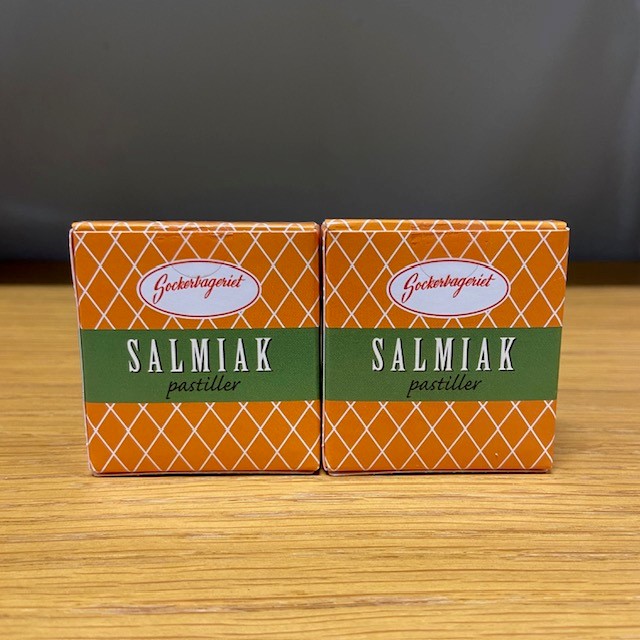 Sockerbageriet
SALMIAK
pastiller
Sockerbageriet
SALMIAK
pastiller